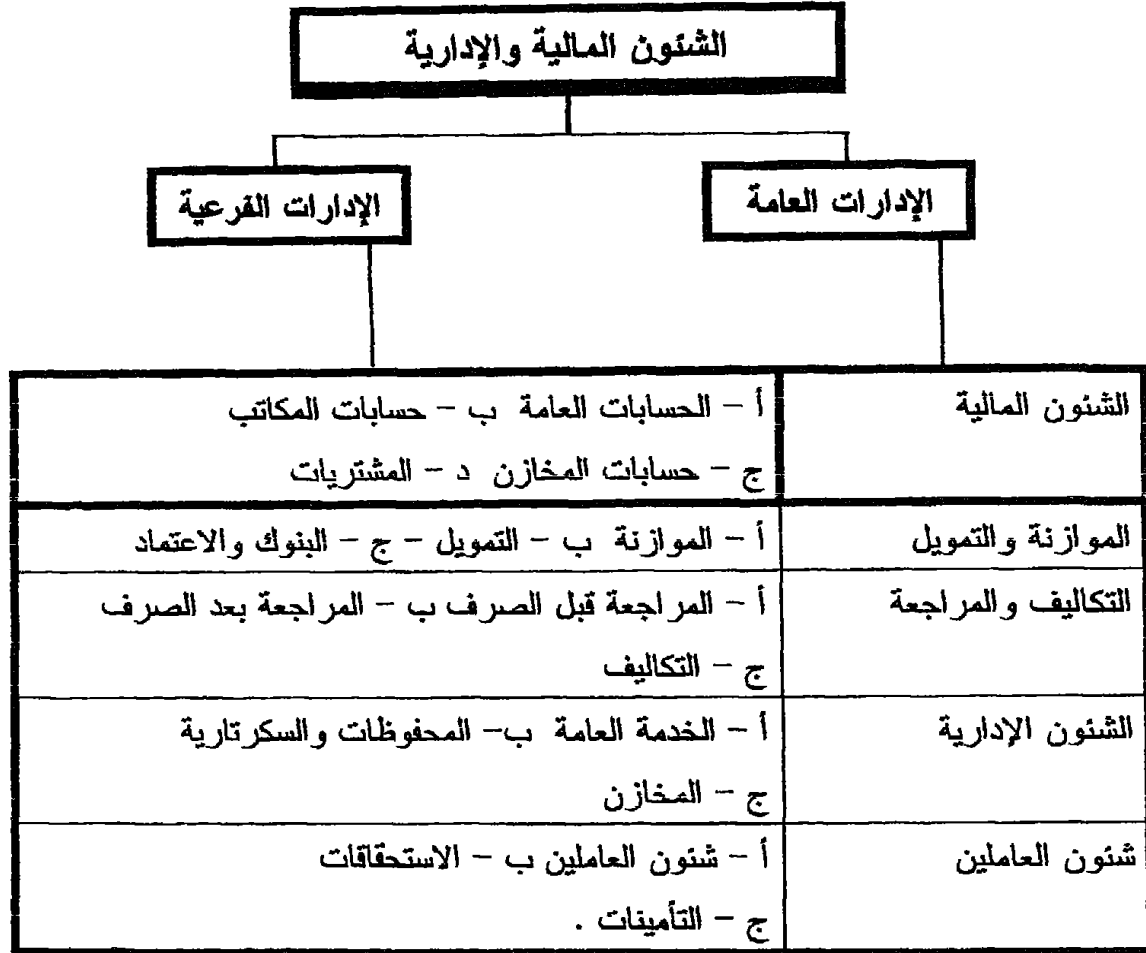 الشئون المالية والإدارية
الإدارات العامة
الإدارات الفرعية
الشئون المالية
أ – الحسابات العامة ب – حسابات المكاتب
ج – حسابات المخازن د – المشتريات
الموازنة والتمويل
أ – الموازنة ب – التمويل – ج – البنوك والاعتماد
التكاليف والمراجعة
أ – المراجعة قبل الصرف ب – المراجعة بعد الصرف
ج – التكاليف
الشئون الإدارية
أ – الخدمة العامة ب– المحفوظات والسكرتارية
ج – المخازن
شئون العاملين
أ – شئون العاملين ب – الاستحقاقات
ج – التأمينات .